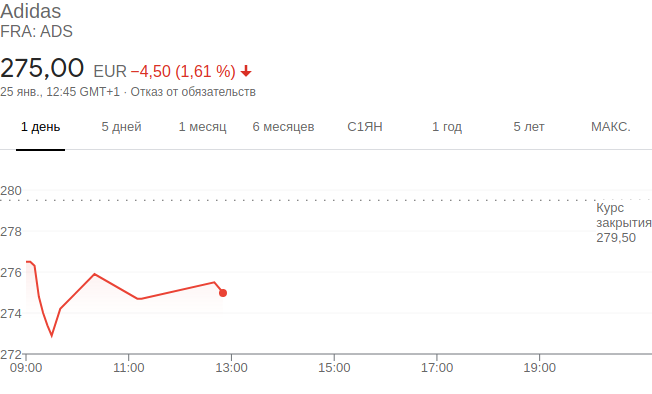 Adidas
FRA: ADS
275,00 EUR −4,50 (1,61 %)
25 янв., 12:45 GMT+1 · Отказ от обязательств
1 день 5 дней 1 месяц 6 месяцев С1ЯН 1 год 5 лет МАКС.
280
Курс
закрытия
279,50
278
276
274
272
09:00 11:00 13:00 15:00 17:00 19:00